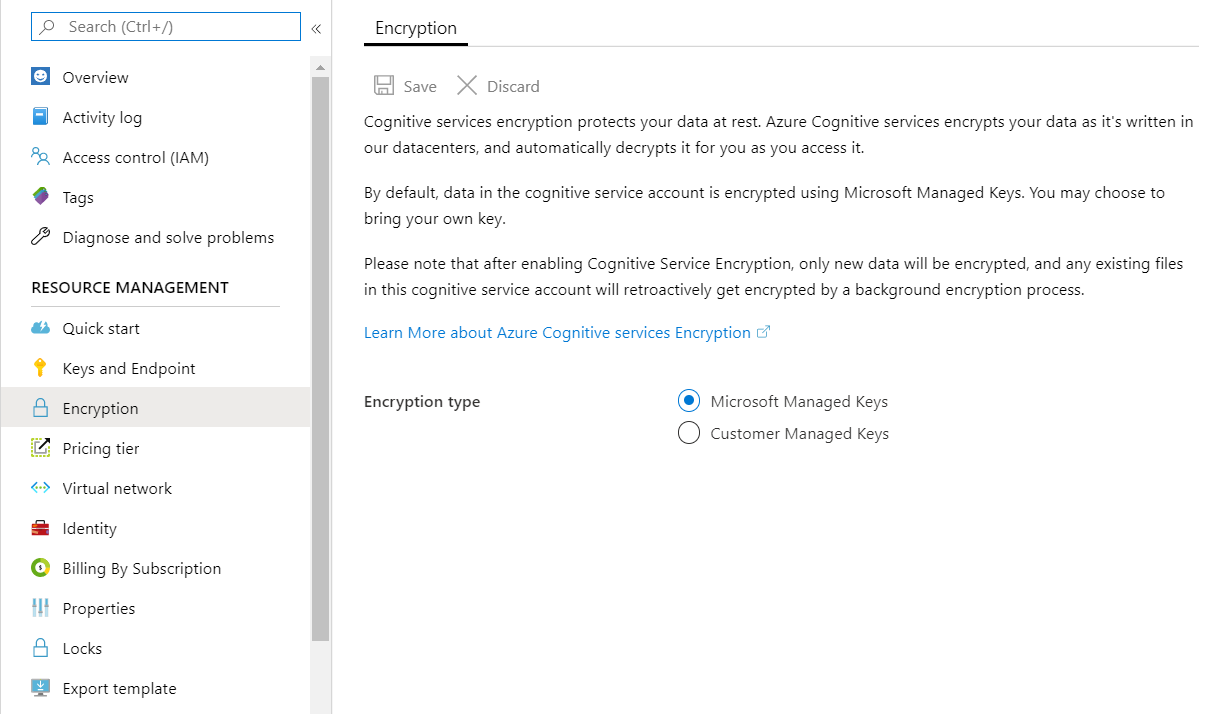 Search (Ctrl+/)
«
Overview
Activity log
Access control (IAM)
Tags
Diagnose and solve problems
RESOURCE MANAGEMENT
Quick start
Keys and Endpoint
Encryption
Pricing tier
Virtual network
Identity
Billing By Subscription
Properties
Locks
Export template
Encryption
Save
Discard
Cognitive services encryption protects your data at rest. Azure Cognitive services encrypts your data as it's written in
our datacenters, and automatically decrypts it for you as you access it.
By default, data in the cognitive service account is encrypted using Microsoft Managed Keys. You may choose to
bring your own key.
Please note that after enabling Cognitive Service Encryption, only new data will be encrypted, and any existing files
in this cognitive service account will retroactively get encrypted by a background encryption process.
Learn More about Azure Cognitive services Encryption
Encryption type
Microsoft Managed Keys
Customer Managed Keys